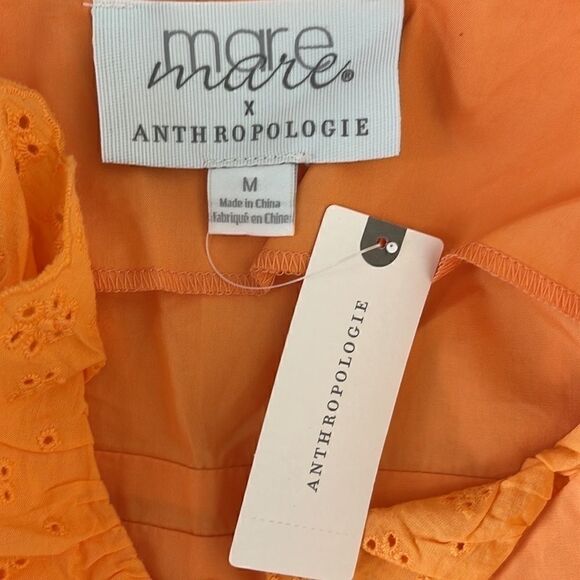 mare
mare®
X
ANTHROPOLOGIE
M
Made in China
Fabriqué en Chine
ANTHROPOLOGIE